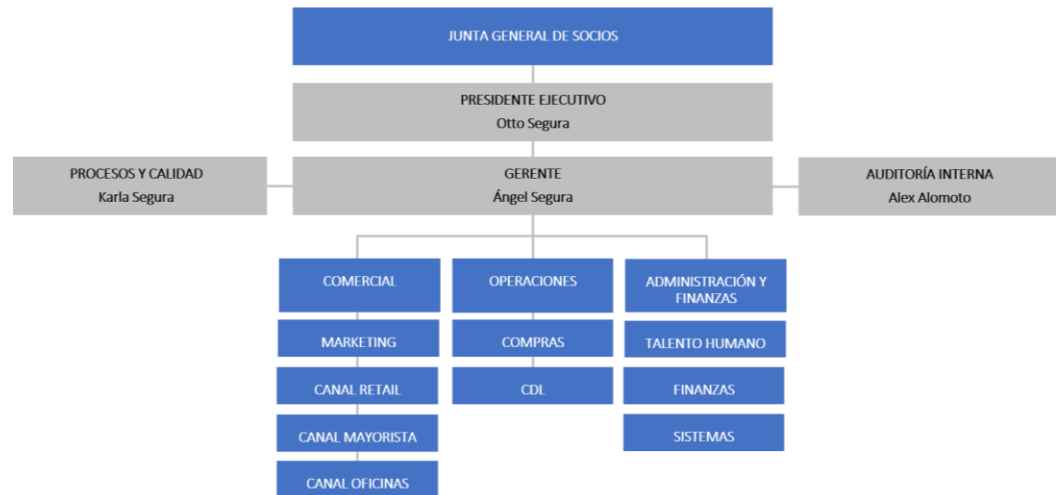 JUNTA GENERAL DE SOCIOS
PRESIDENTE EJECUTIVO
Otto Segura
PROCESOS Y CALIDAD
Karla Segura
GERENTE
Ángel Segura
AUDITORÍA INTERNA
Alex Alomoto
COMERCIAL
MARKETING
CANAL RETAIL
CANAL MAYORISTA
CANAL OFICINAS
OPERACIONES
COMPRAS
CDL
ADMINISTRACIÓN Y
FINANZAS
TALENTO HUMANO
FINANZAS
SISTEMAS